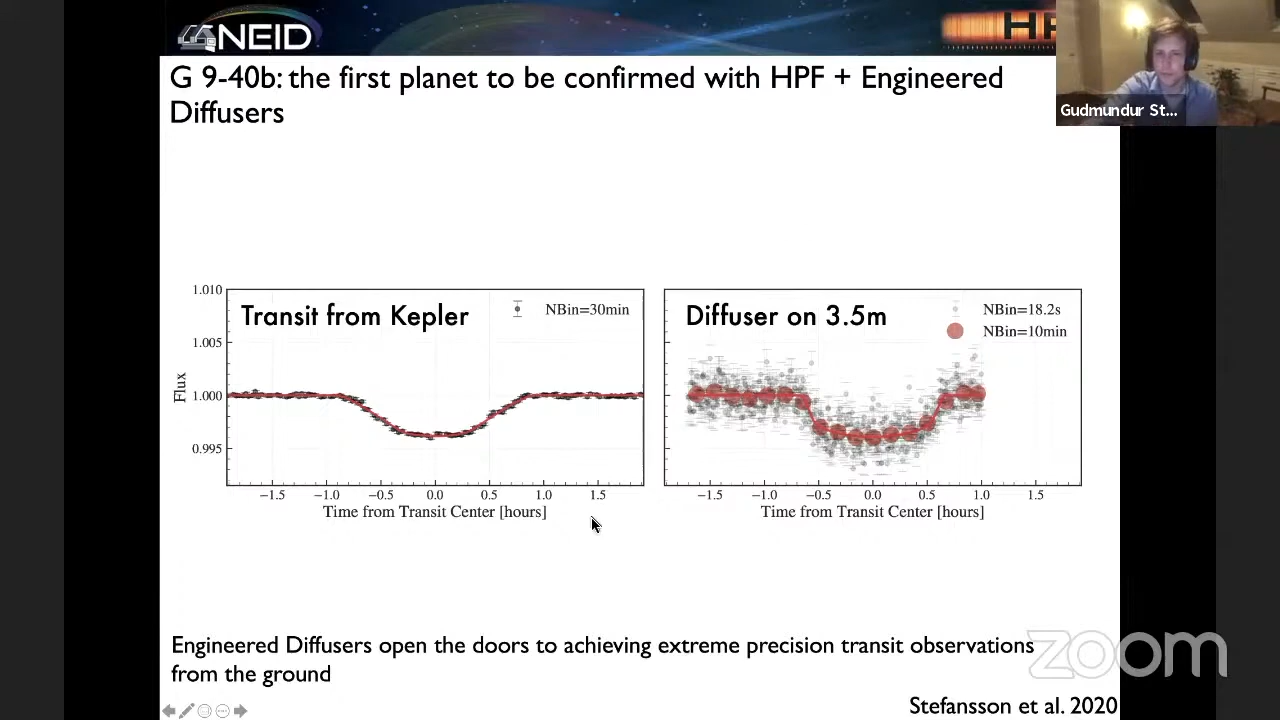 NEID
HP
G 9-40b: the first planet to be confirmed with HPF + Engineered
Diffusers
Gudmundur St...
1.010
1.005
1.000
0.995
Flux
Transit from Kepler
NBin=30min
−1.5 −1.0 −0.5 0.0 0.5 1.0 1.5
Time from Transit Center [hours]
Diffuser on 3.5m
NBin=18.2s
NBin=10min
−1.5 −1.0 −0.5 0.0 0.5 1.0 1.5
Time from Transit Center [hours]
Engineered Diffusers open the doors to achieving extreme precision transit observations
from the ground
zoom
Stefansson et al. 2020